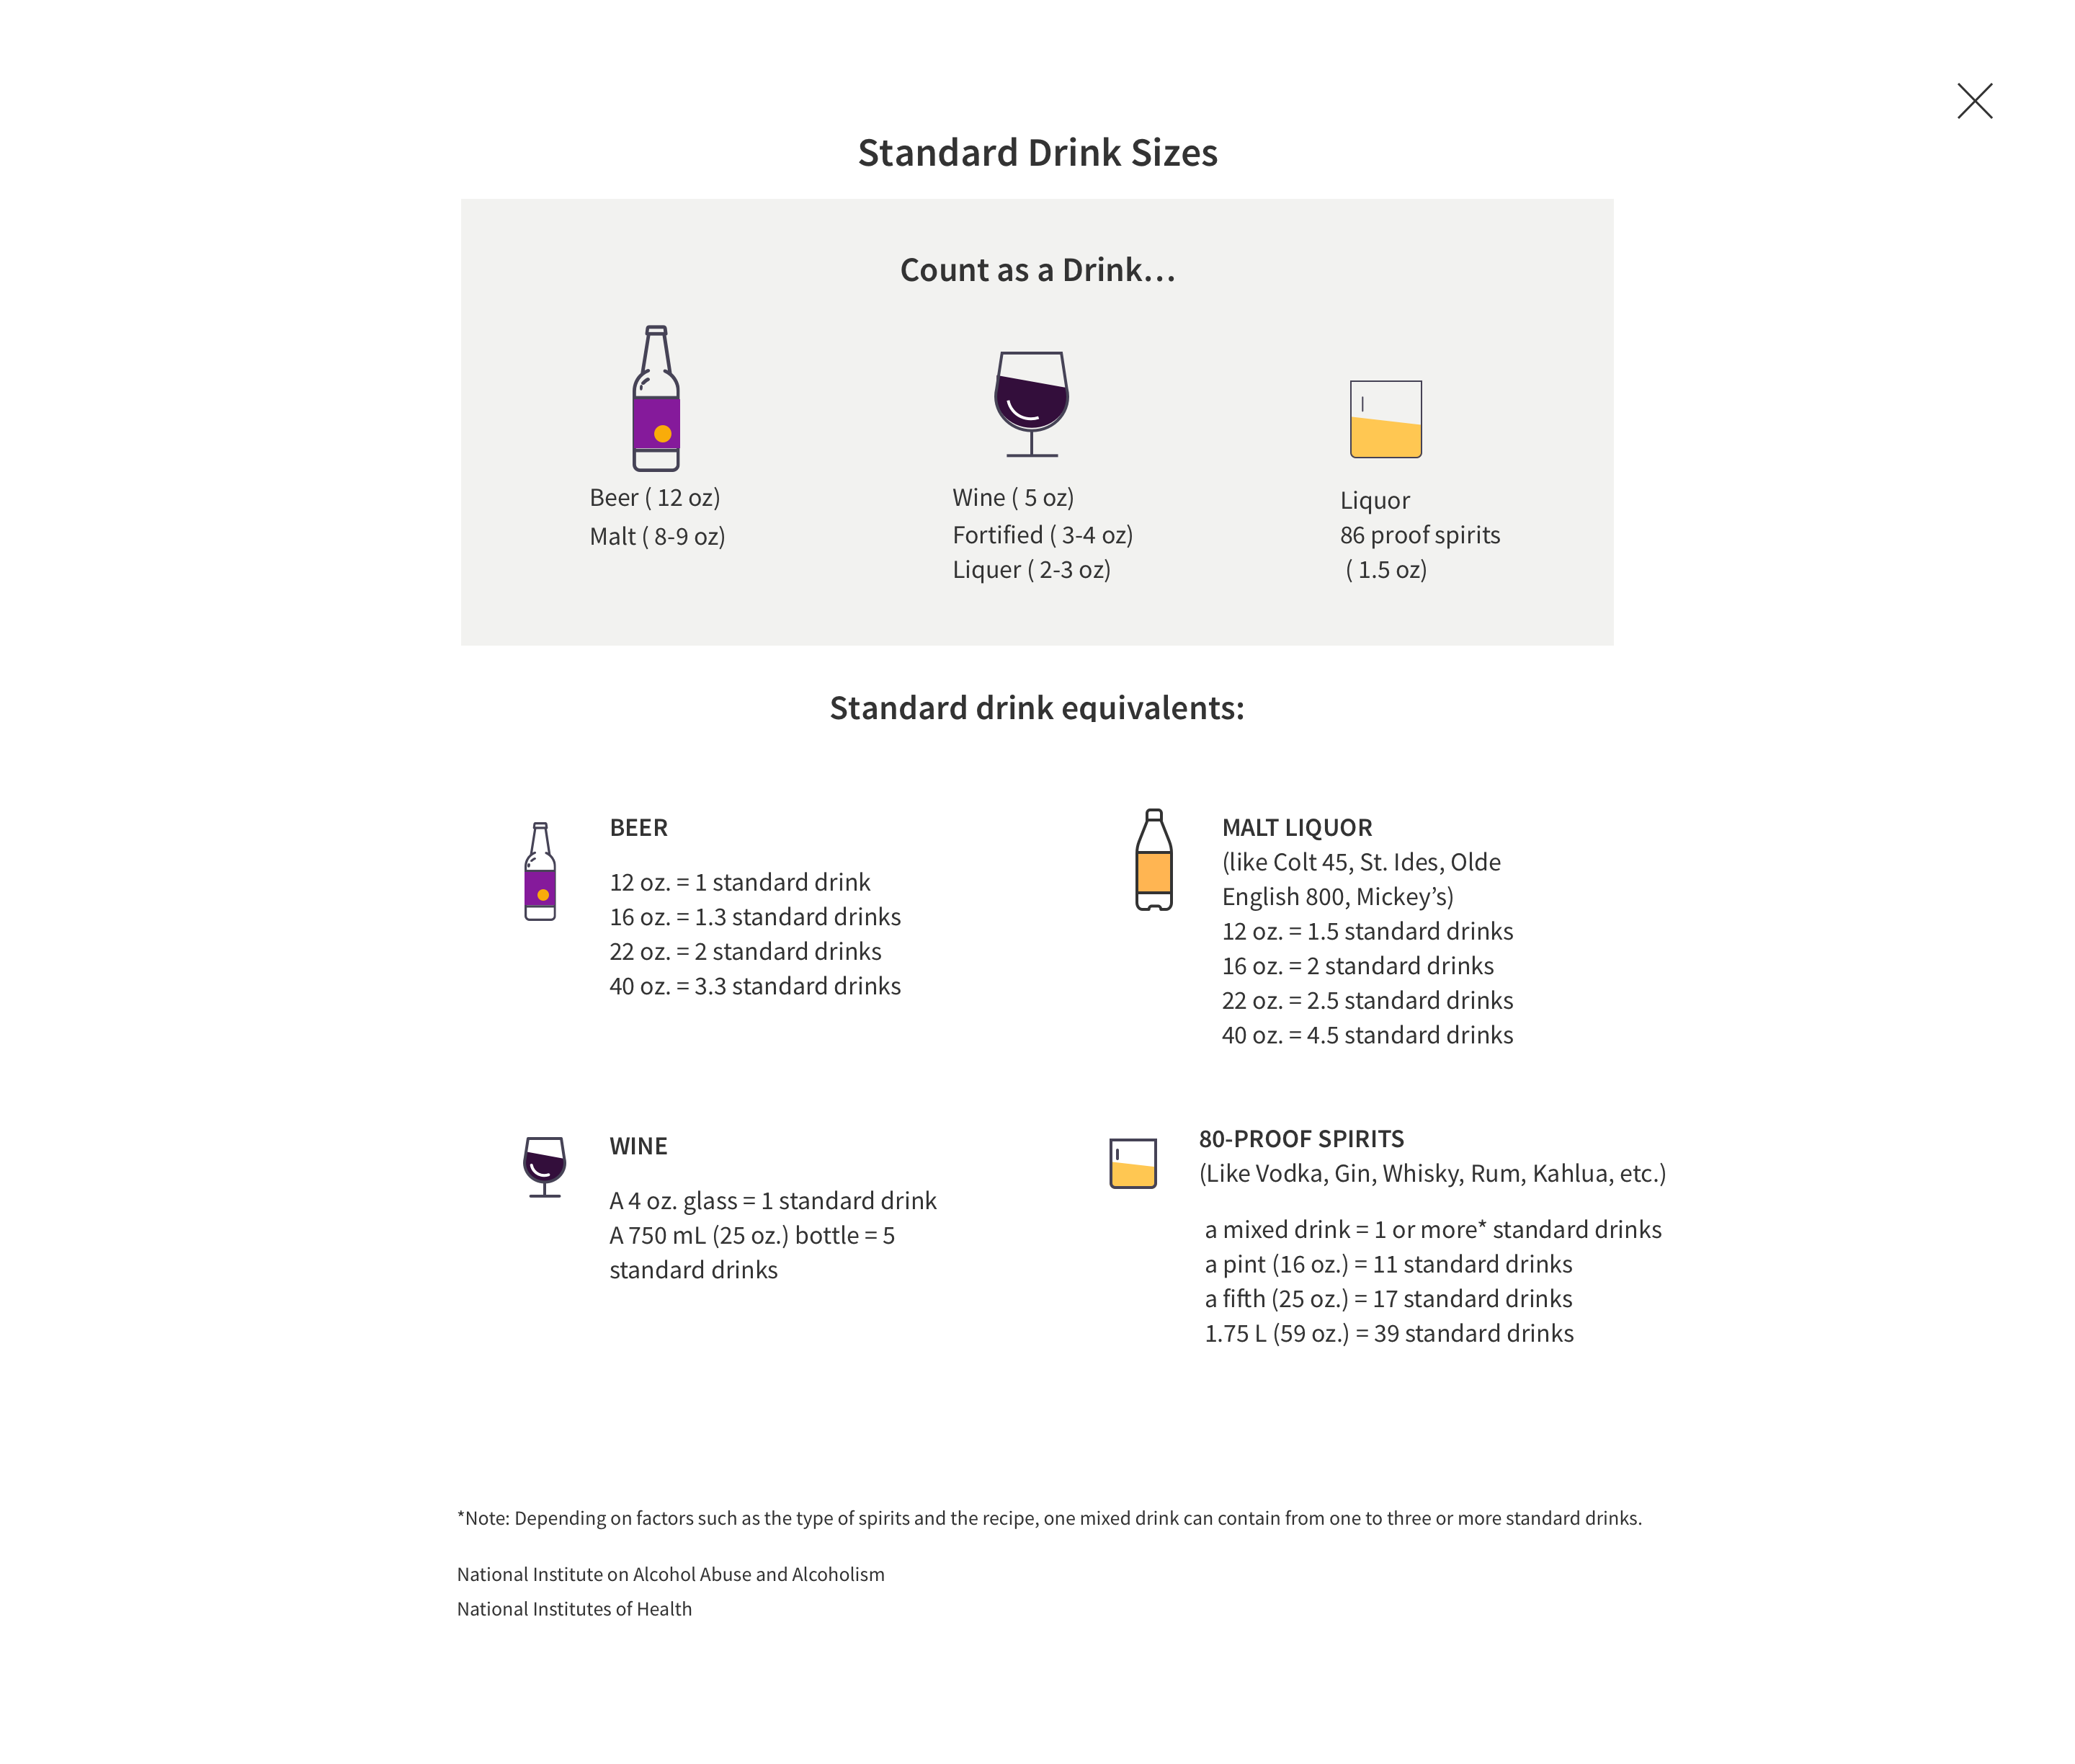 Standard Drink Sizes
Count as a Drink…
Beer ( 12 oz)
Malt ( 8-9 oz)
Wine ( 5 oz)
Fortified ( 3-4 oz)
Liquer ( 2-3 oz)
Liquor
86 proof spirits
( 1.5 oz)
Standard drink equivalents:
BEER
12 oz. = 1 standard drink
16 oz. = 1.3 standard drinks
22 oz. = 2 standard drinks
40 oz. = 3.3 standard drinks
MALT LIQUOR
(like Colt 45, St. Ides, Olde
English 800, Mickey’s)
12 oz. = 1.5 standard drinks
16 oz. = 2 standard drinks
22 oz. = 2.5 standard drinks
40 oz. = 4.5 standard drinks
WINE
A 4 oz. glass = 1 standard drink
A 750 mL (25 oz.) bottle = 5
standard drinks
80-PROOF SPIRITS
(Like Vodka, Gin, Whisky, Rum, Kahlua, etc.)
a mixed drink = 1 or more* standard drinks
a pint (16 oz.) = 11 standard drinks
a fifth (25 oz.) = 17 standard drinks
1.75 L (59 oz.) = 39 standard drinks
*Note: Depending on factors such as the type of spirits and the recipe, one mixed drink can contain from one to three or more standard drinks.
National Institute on Alcohol Abuse and Alcoholism
National Institutes of Health